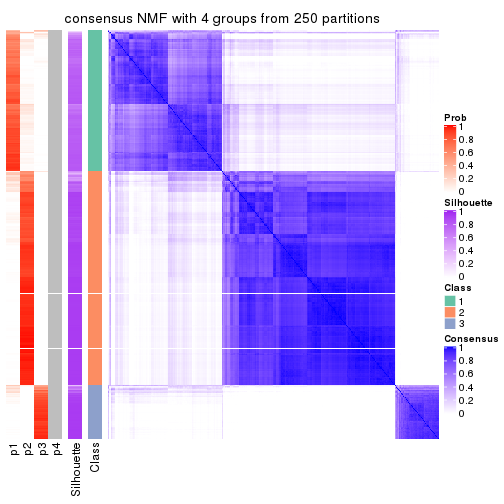 consensus NMF with 4 groups from 250 partitions
Prob
1
0.8
0.6
0.4
0.2
0
Silhouette
1
0.8
0.6
0.4
0.2
0
Class
1
2
3
Consensus
1
0.8
0.6
0.4
0.2
0
p1
p2
p3
p4
Silhouette
Class